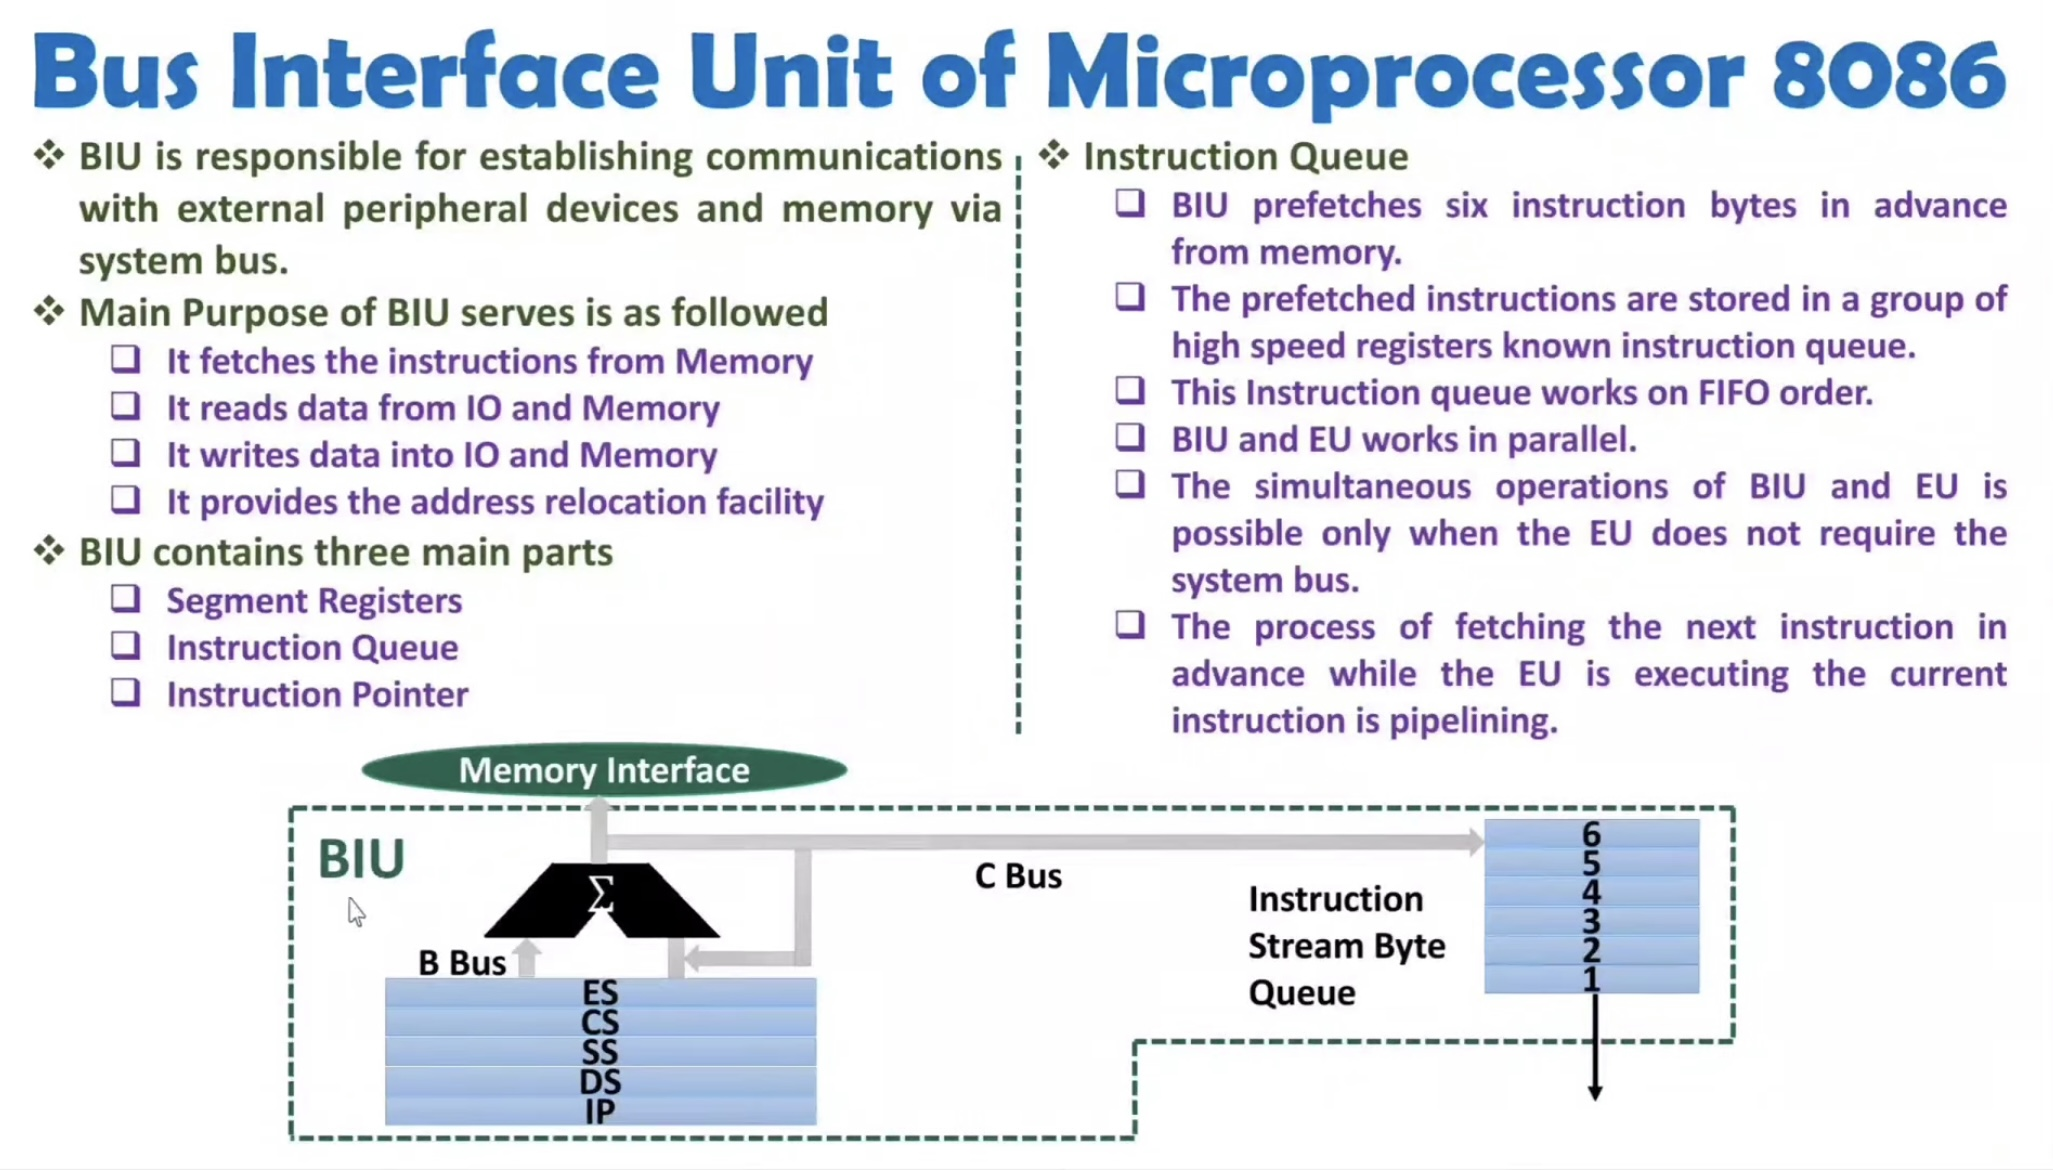 Bus Interface Unit of Microprocessor 8086
BIU is responsible for establishing communications
with external peripheral devices and memory via
system bus.
Main Purpose of BIU serves is as followed
It fetches the instructions from Memory
It reads data from IO and Memory
It writes data into IO and Memory
It provides the address relocation facility
BIU contains three main parts
Segment Registers
Instruction Queue
Instruction Pointer
Instruction Queue
BIU prefetches six instruction bytes in advance
from memory.
The prefetched instructions are stored in a group of
high speed registers known instruction queue.
This Instruction queue works on FIFO order.
BIU and EU works in parallel.
The simultaneous operations of BIU and EU is
possible only when the EU does not require the
system bus.
The process of fetching the next instruction in
advance while the EU is executing the current
instruction is pipelining.
Memory Interface
BIU
Σ
B Bus
ES
CS
SS
DS
IP
C Bus
Instruction
Stream Byte
Queue
6
5
4
3
2
1